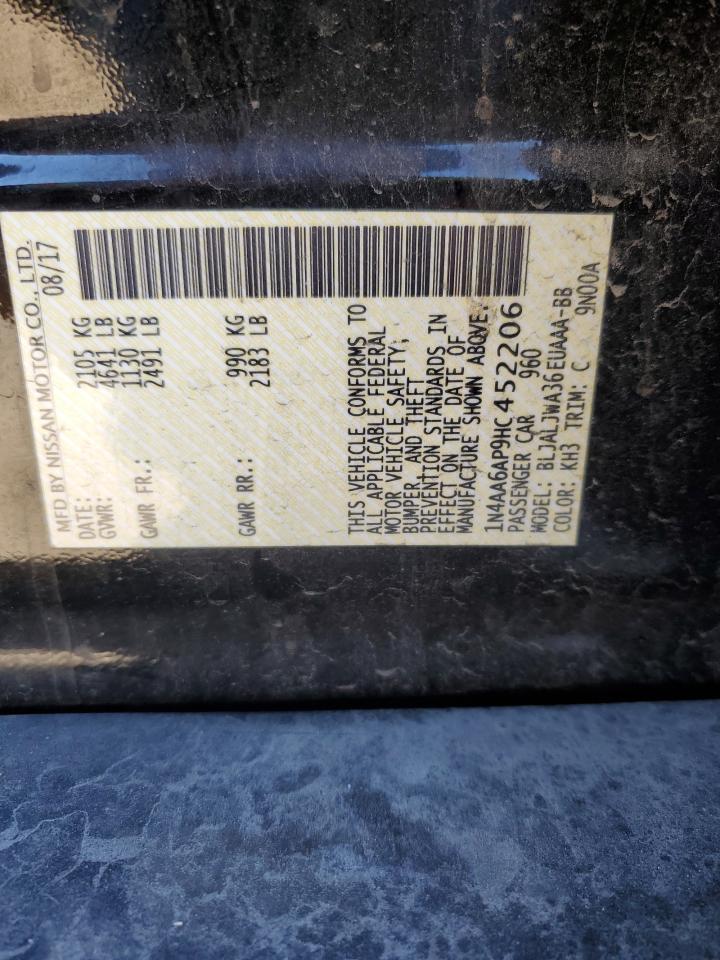 MFD BY NISSAN MOTOR CO., LTD.
DATE: 08/17
GVWR: 2105 KG
4641 LB
GAWR FR.: 1130 KG
2491 LB
GAWR RR.: 990 KG
2183 LB
THIS VEHICLE CONFORMS TO
ALL APPLICABLE FEDERAL
MOTOR VEHICLE SAFETY,
BUMPER, AND THEFT
PREVENTION STANDARDS IN
EFFECT ON THE DATE OF
MANUFACTURE SHOWN ABOVE.
1N4AA6AP9HC452206
PASSENGER CAR 960
MODEL: BLJALJWA36EUAAA-BB
COLOR: KH3 TRIM: C 9N00A